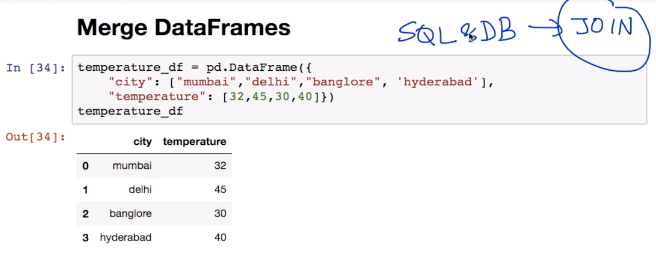 Merge DataFrames
SQL & DB → JOIN
In [34]: temperature_df = pd.DataFrame({
"city": ["mumbai","delhi","banglore", 'hyderabad'],
"temperature": [32,45,30,40]})
temperature_df
Out[34]:
city temperature
0 mumbai 32
1 delhi 45
2 banglore 30
3 hyderabad 40